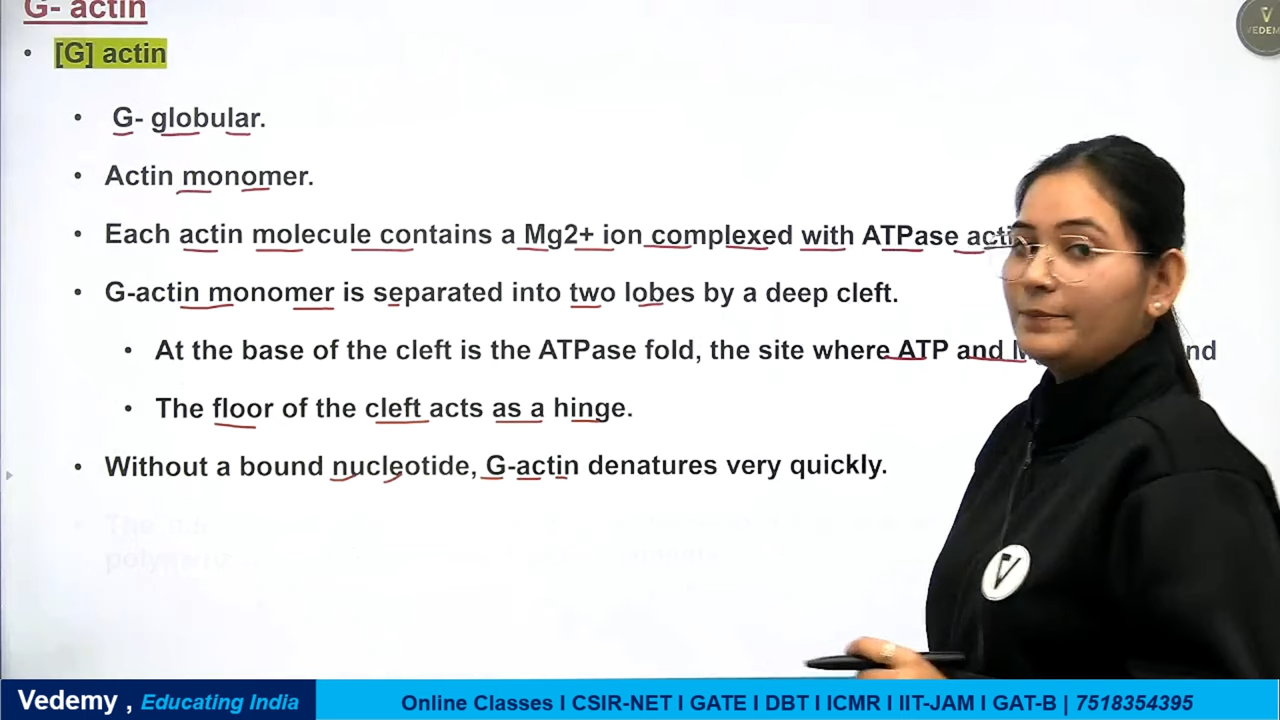 G- actin
VEDEM
• [G] actin
• G- globular.
• Actin monomer.
• Each actin molecule contains a Mg2+ ion complexed with ATPase acti
• G-actin monomer is separated into two lobes by a deep cleft.
• At the base of the cleft is the ATPase fold, the site where ATP and M nd
• The floor of the cleft acts as a hinge.
• Without a bound nucleotide, G-actin denatures very quickly.
• The
Vedemy , Educating India
Online Classes I CSIR-NET I GATE I DBT I ICMR I IIT-JAM I GAT-B | 7518354395